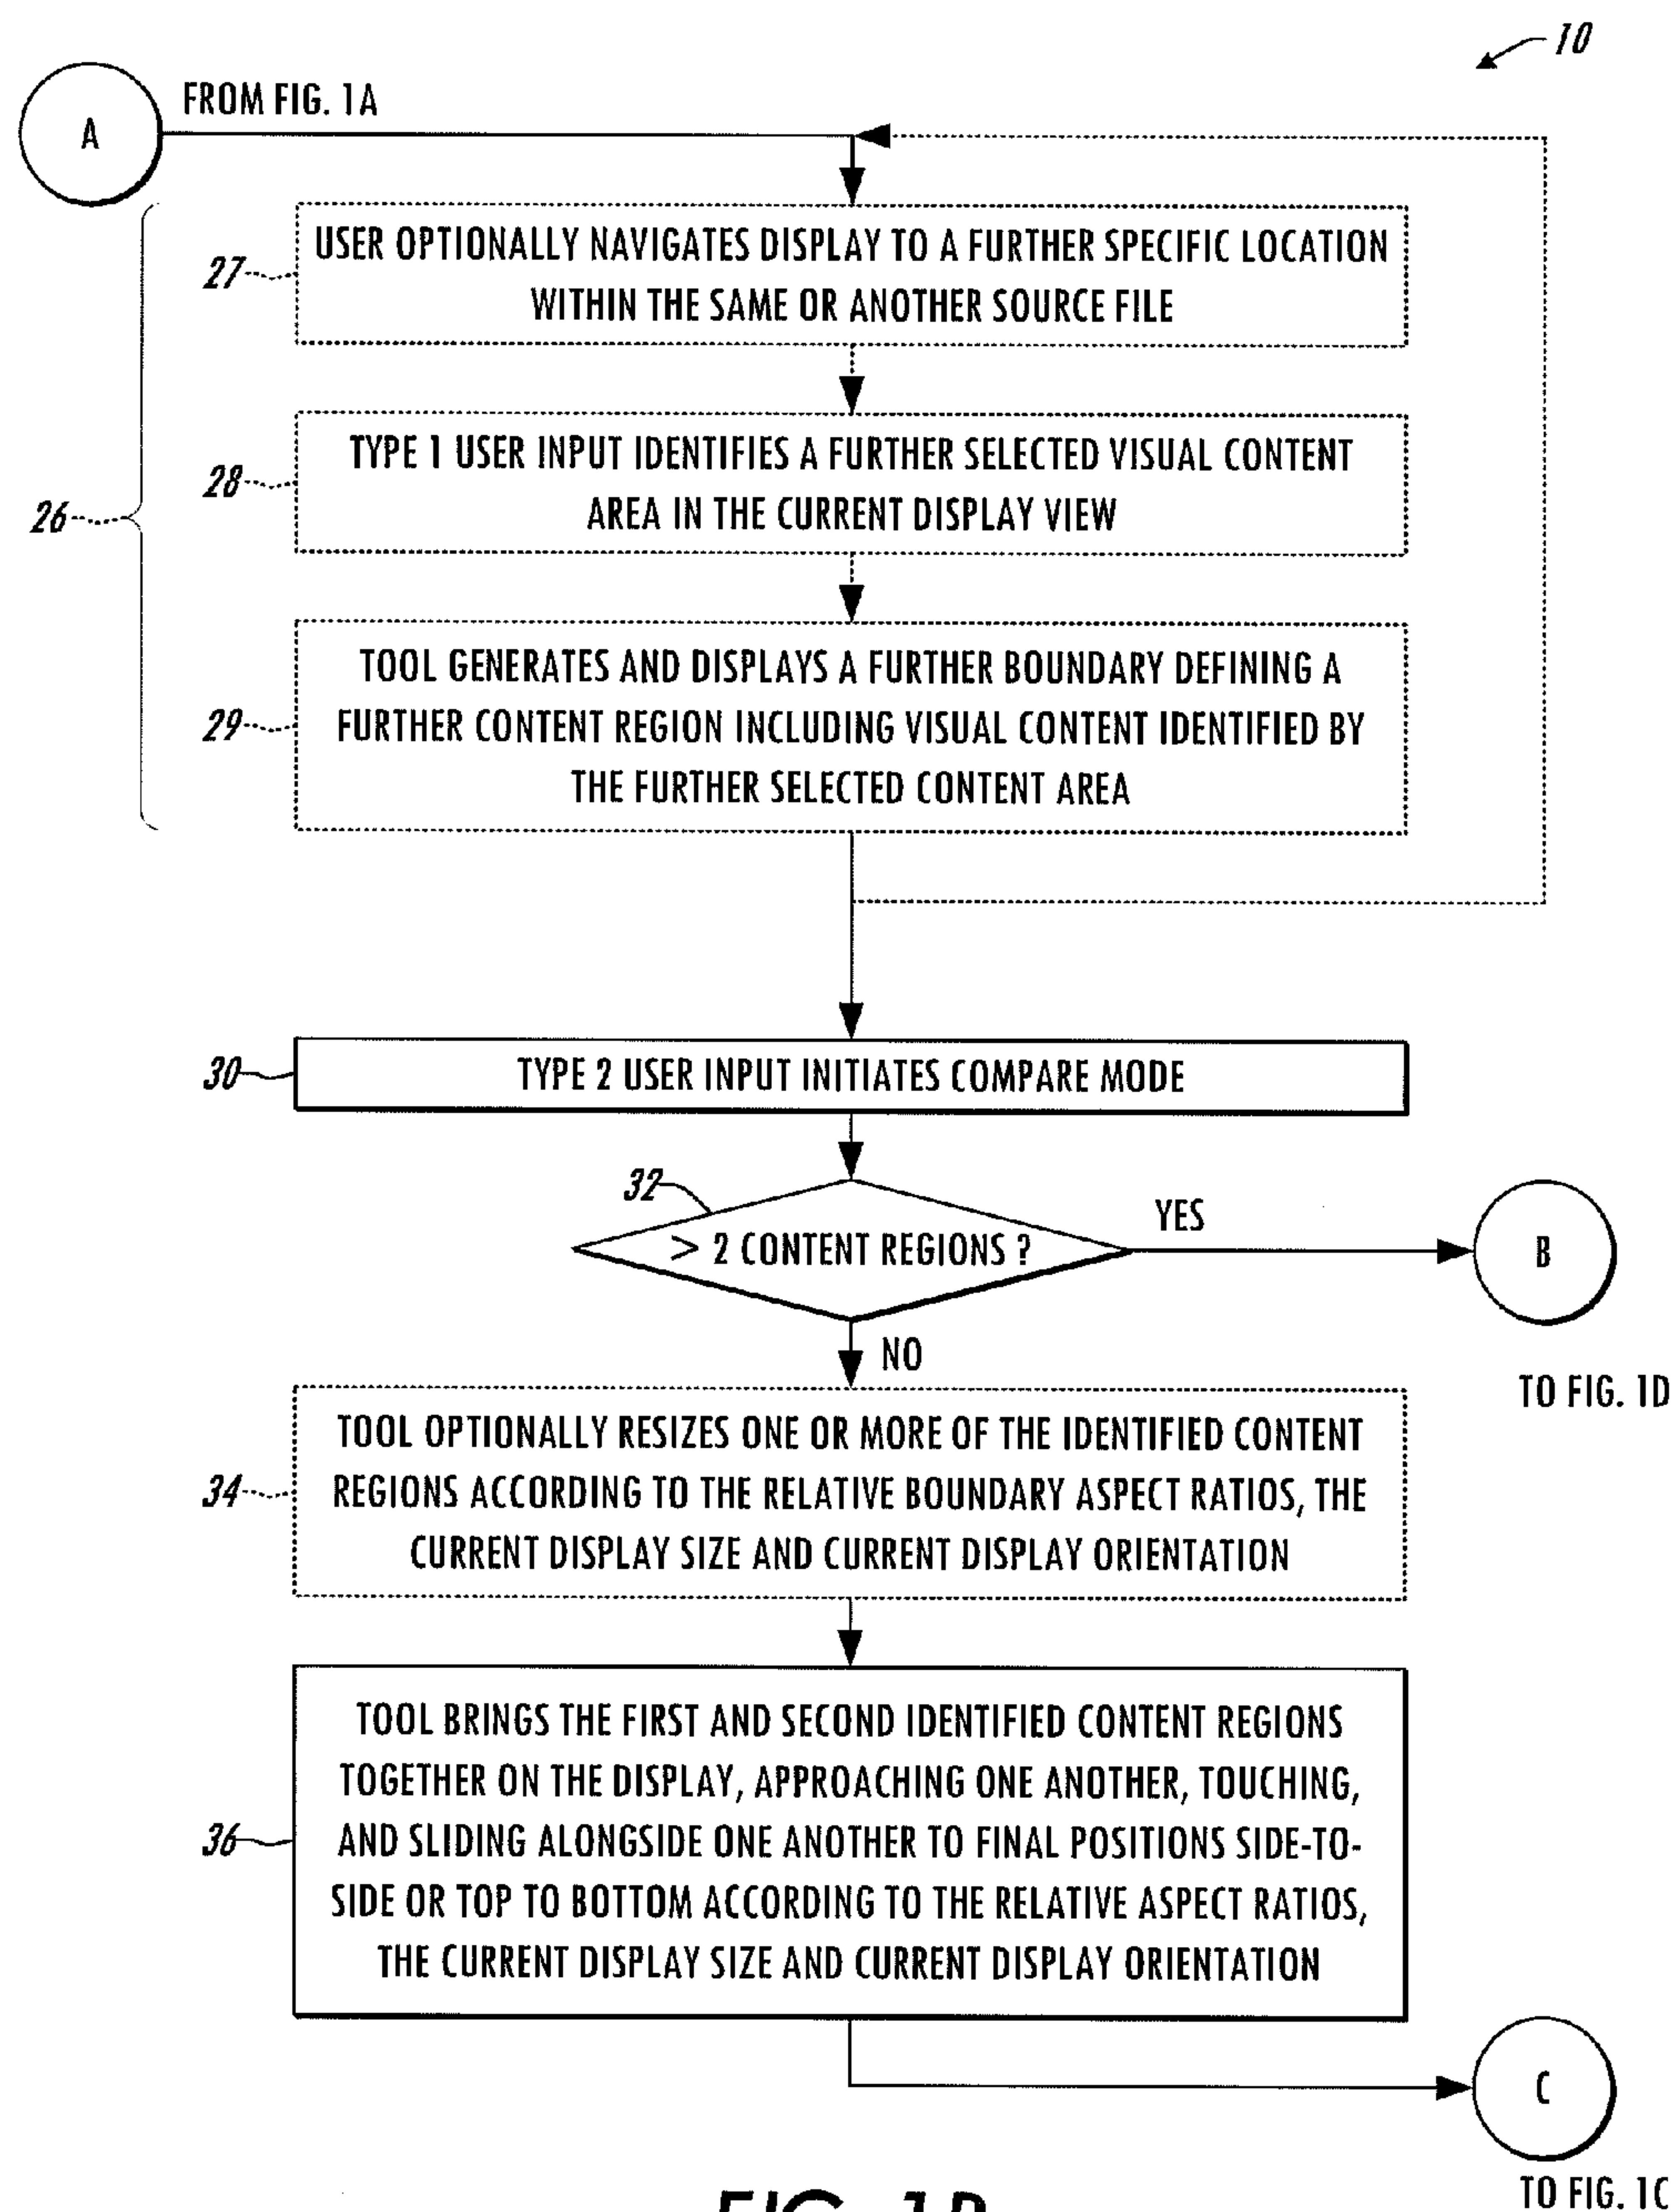 10
A
FROM FIG. 1A
27
USER OPTIONALLY NAVIGATES DISPLAY TO A FURTHER SPECIFIC LOCATION
WITHIN THE SAME OR ANOTHER SOURCE FILE
28
TYPE 1 USER INPUT IDENTIFIES A FURTHER SELECTED VISUAL CONTENT
AREA IN THE CURRENT DISPLAY VIEW
26
29
TOOL GENERATES AND DISPLAYS A FURTHER BOUNDARY DEFINING A
FURTHER CONTENT REGION INCLUDING VISUAL CONTENT IDENTIFIED BY
THE FURTHER SELECTED CONTENT AREA
30
TYPE 2 USER INPUT INITIATES COMPARE MODE
32
> 2 CONTENT REGIONS ?
YES
B
TO FIG. 1D
NO
34
TOOL OPTIONALLY RESIZES ONE OR MORE OF THE IDENTIFIED CONTENT
REGIONS ACCORDING TO THE RELATIVE BOUNDARY ASPECT RATIOS, THE
CURRENT DISPLAY SIZE AND CURRENT DISPLAY ORIENTATION
36
TOOL BRINGS THE FIRST AND SECOND IDENTIFIED CONTENT REGIONS
TOGETHER ON THE DISPLAY, APPROACHING ONE ANOTHER, TOUCHING,
AND SLIDING ALONGSIDE ONE ANOTHER TO FINAL POSITIONS SIDE-TO-
SIDE OR TOP TO BOTTOM ACCORDING TO THE RELATIVE ASPECT RATIOS,
THE CURRENT DISPLAY SIZE AND CURRENT DISPLAY ORIENTATION
C
TO FIG. 1C
FIG. 1B